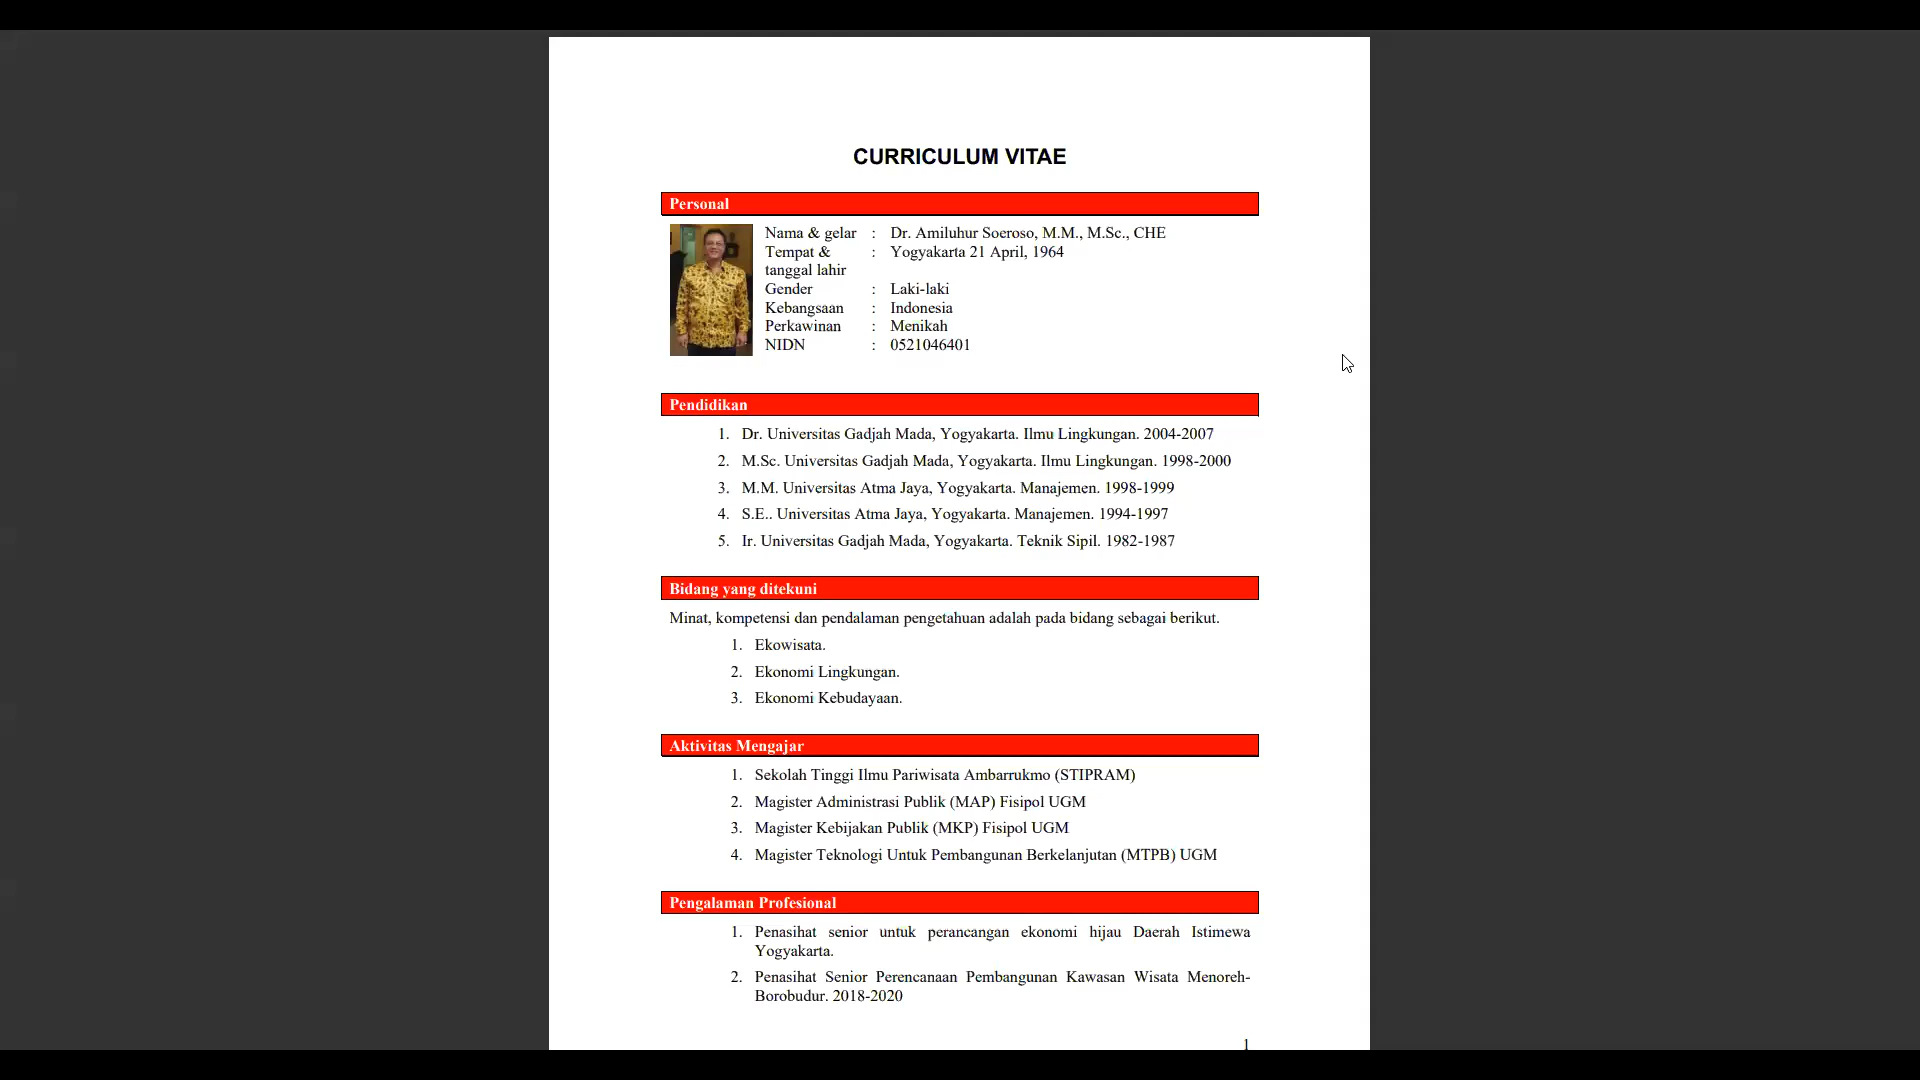 CURRICULUM VITAE
Personal
Nama & gelar : Dr. Amiluhur Soeroso, M.M., M.Sc., CHE
Tempat & : Yogyakarta 21 April, 1964
tanggal lahir
Gender : Laki-laki
Kebangsaan : Indonesia
Perkawinan : Menikah
NIDN : 0521046401
Pendidikan
1. Dr. Universitas Gadjah Mada, Yogyakarta. Ilmu Lingkungan. 2004-2007
2. M.Sc. Universitas Gadjah Mada, Yogyakarta. Ilmu Lingkungan. 1998-2000
3. M.M. Universitas Atma Jaya, Yogyakarta. Manajemen. 1998-1999
4. S.E.. Universitas Atma Jaya, Yogyakarta. Manajemen. 1994-1997
5. Ir. Universitas Gadjah Mada, Yogyakarta. Teknik Sipil. 1982-1987
Bidang yang ditekuni
Minat, kompetensi dan pendalaman pengetahuan adalah pada bidang sebagai berikut.
1. Ekowisata.
2. Ekonomi Lingkungan.
3. Ekonomi Kebudayaan.
Aktivitas Mengajar
1. Sekolah Tinggi Ilmu Pariwisata Ambarrukmo (STIPRAM)
2. Magister Administrasi Publik (MAP) Fisipol UGM
3. Magister Kebijakan Publik (MKP) Fisipol UGM
4. Magister Teknologi Untuk Pembangunan Berkelanjutan (MTPB) UGM
Pengalaman Profesional
1. Penasihat senior untuk perancangan ekonomi hijau Daerah Istimewa
Yogyakarta.
2. Penasihat Senior Perencanaan Pembangunan Kawasan Wisata Menoreh-
Borobudur. 2018-2020
1